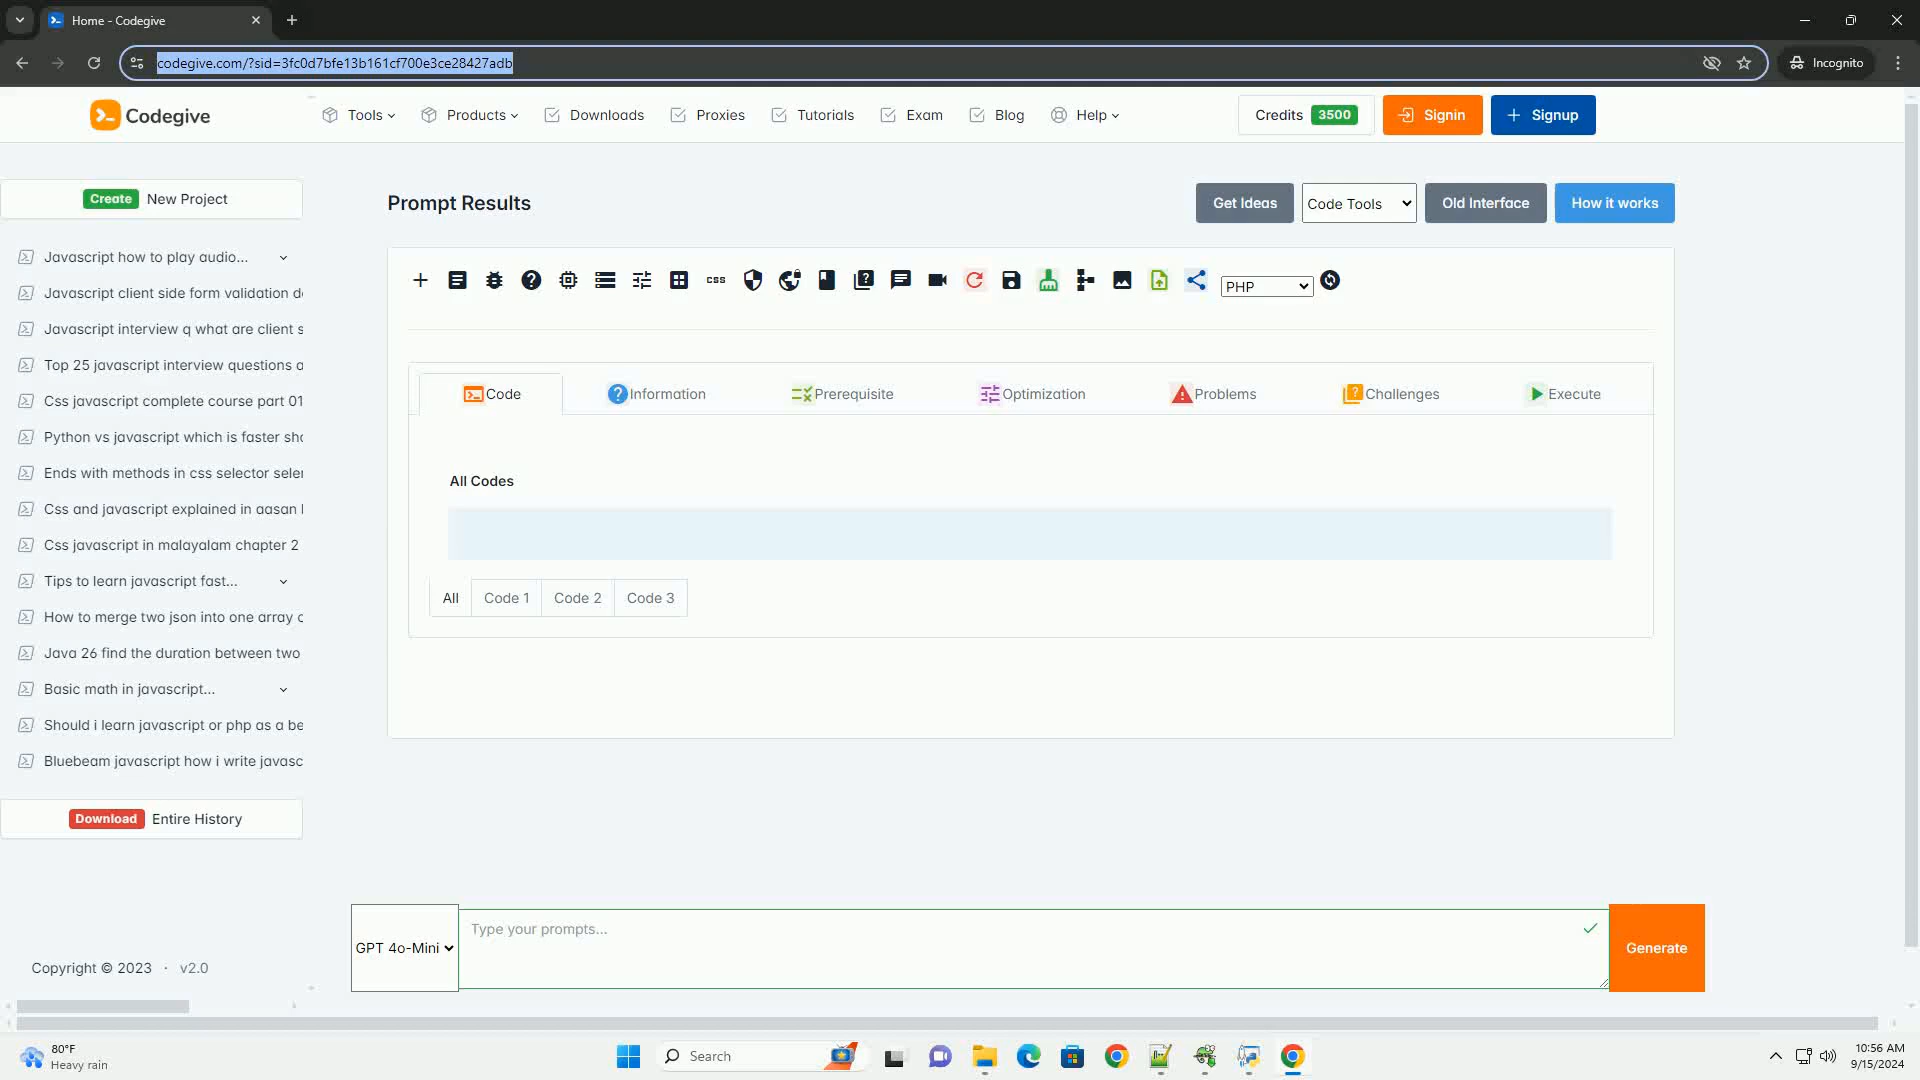 Home - Codegive
codegive.com/?sid=3fc0d7bfe13b161cf700e3ce28427adb
Incognito
Codegive
Tools
Products
Downloads
Proxies
Tutorials
Exam
Blog
Help
Credits 3500
Signin
Signup
Create New Project
Javascript how to play audio...
Javascript client side form validation d
Javascript interview q what are client s
Top 25 javascript interview questions a
Css javascript complete course part 01
Python vs javascript which is faster sho
Ends with methods in css selector seler
Css and javascript explained in aasan
Css javascript in malayalam chapter 2
Tips to learn javascript fast...
How to merge two json into one array o
Java 26 find the duration between two
Basic math in javascript...
Should i learn javascript or php as a be
Bluebeam javascript how i write javasc
Download Entire History
Copyright © 2023 · v2.0
Prompt Results
Get Ideas
Code Tools
Old Interface
How it works
css
PHP
Code
Information
Prerequisite
Optimization
Problems
Challenges
Execute
All Codes
All
Code 1
Code 2
Code 3
GPT 4o-Mini
Type your prompts...
Generate
80°F
Heavy rain
Search
10:56 AM
9/15/2024